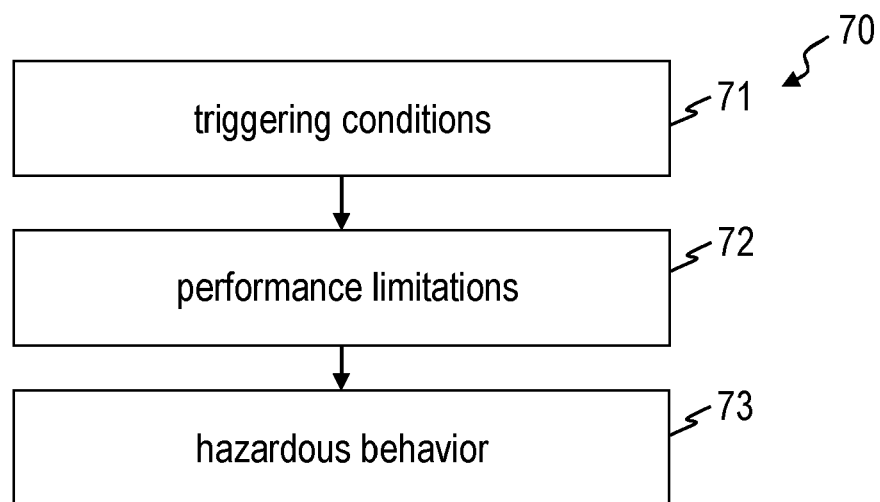 70
triggering conditions
71
performance limitations
72
hazardous behavior
73